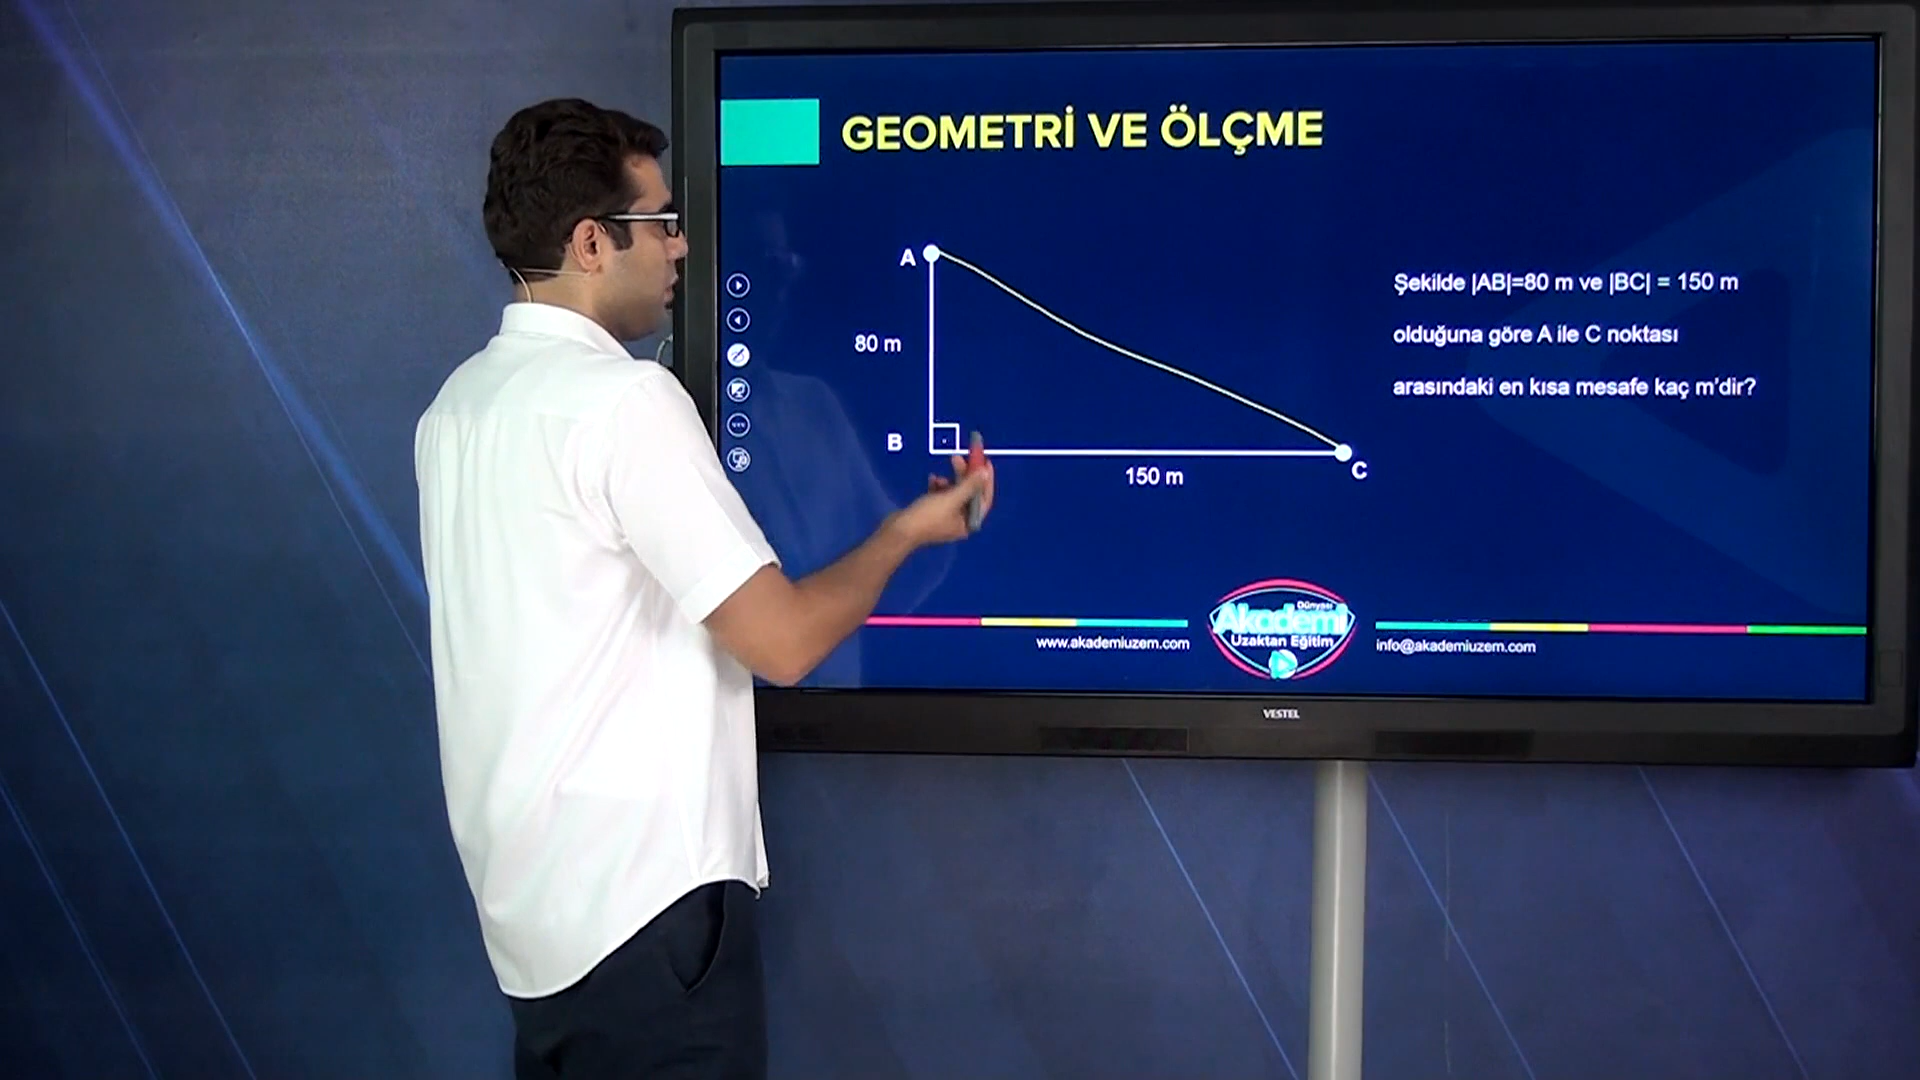 GEOMETRİ VE ÖLÇME
A
80 m
B
150 m
C
Şekilde |AB|=80 m ve |BC| = 150 m
olduğuna göre A ile C noktası
arasındaki en kısa mesafe kaç m'dir?
www.akademiuzem.com
Dünyası
Akademi
Uzaktan Eğitim
info@akademiuzem.com
VESTEL